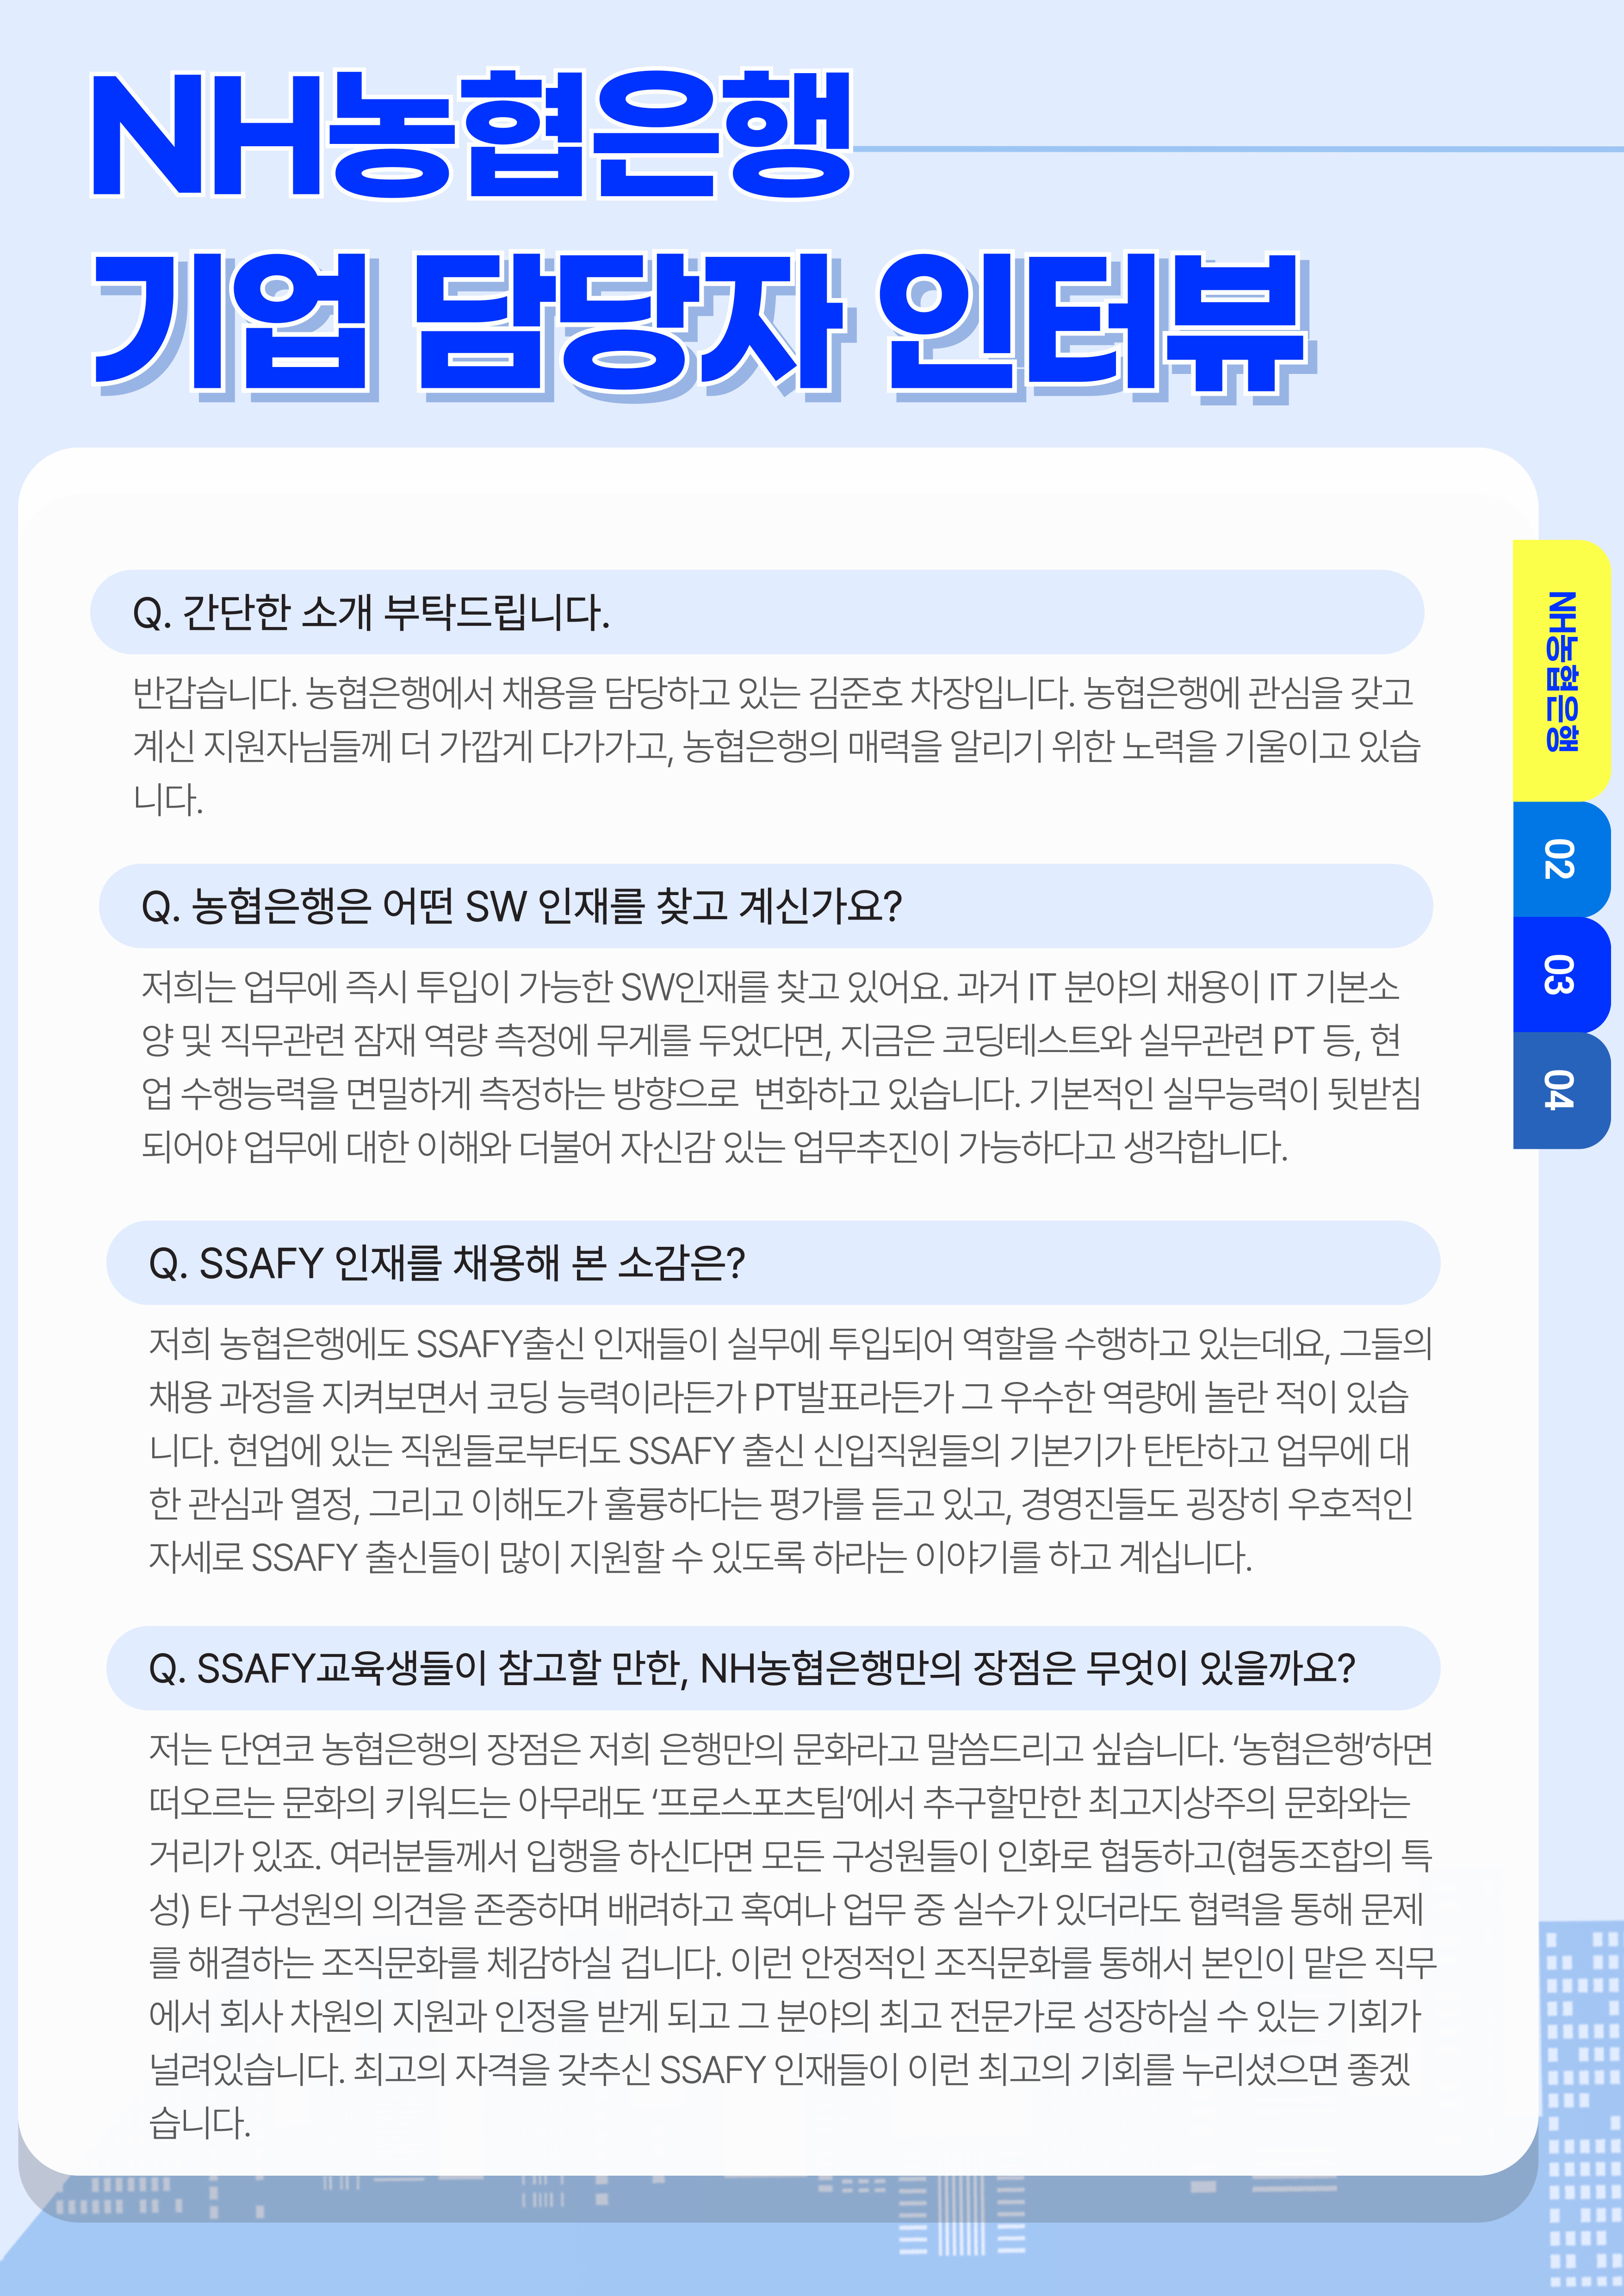 NH농협은행
기업 담당자 인터뷰
Q. 간단한 소개 부탁드립니다.
반갑습니다. 농협은행에서 채용을 담당하고 있는 김준호 차장입니다. 농협은행에 관심을 갖고
계신 지원자님들께 더 가깝게 다가가고, 농협은행의 매력을 알리기 위한 노력을 기울이고 있습
니다.
Q. 농협은행은 어떤 SW 인재를 찾고 계신가요?
저희는 업무에 즉시 투입이 가능한 SW인재를 찾고 있어요. 과거 IT 분야의 채용이 IT 기본소
양 및 직무관련 잠재 역량 측정에 무게를 두었다면, 지금은 코딩테스트와 실무관련 PT 등, 현
업 수행능력을 면밀하게 측정하는 방향으로  변화하고 있습니다. 기본적인 실무능력이 뒷받침
되어야 업무에 대한 이해와 더불어 자신감 있는 업무추진이 가능하다고 생각합니다.
Q. SSAFY 인재를 채용해 본 소감은?
저희 농협은행에도 SSAFY출신 인재들이 실무에 투입되어 역할을 수행하고 있는데요, 그들의
채용 과정을 지켜보면서 코딩 능력이라든가 PT발표라든가 그 우수한 역량에 놀란 적이 있습
니다. 현업에 있는 직원들로부터도 SSAFY 출신 신입직원들의 기본기가 탄탄하고 업무에 대
한 관심과 열정, 그리고 이해도가 훌륭하다는 평가를 듣고 있고, 경영진들도 굉장히 우호적인
자세로 SSAFY 출신들이 많이 지원할 수 있도록 하라는 이야기를 하고 계십니다.
Q. SSAFY교육생들이 참고할 만한, NH농협은행만의 장점은 무엇이 있을까요?
저는 단연코 농협은행의 장점은 저희 은행만의 문화라고 말씀드리고 싶습니다. ‘농협은행’하면
떠오르는 문화의 키워드는 아무래도 ‘프로스포츠팀’에서 추구할만한 최고지상주의 문화와는
거리가 있죠. 여러분들께서 입행을 하신다면 모든 구성원들이 인화로 협동하고(협동조합의 특
성) 타 구성원의 의견을 존중하며 배려하고 혹여나 업무 중 실수가 있더라도 협력을 통해 문제
를 해결하는 조직문화를 체감하실 겁니다. 이런 안정적인 조직문화를 통해서 본인이 맡은 직무
에서 회사 차원의 지원과 인정을 받게 되고 그 분야의 최고 전문가로 성장하실 수 있는 기회가
널려있습니다. 최고의 자격을 갖추신 SSAFY 인재들이 이런 최고의 기회를 누리셨으면 좋겠
습니다.
NH농협은행
02
03
04